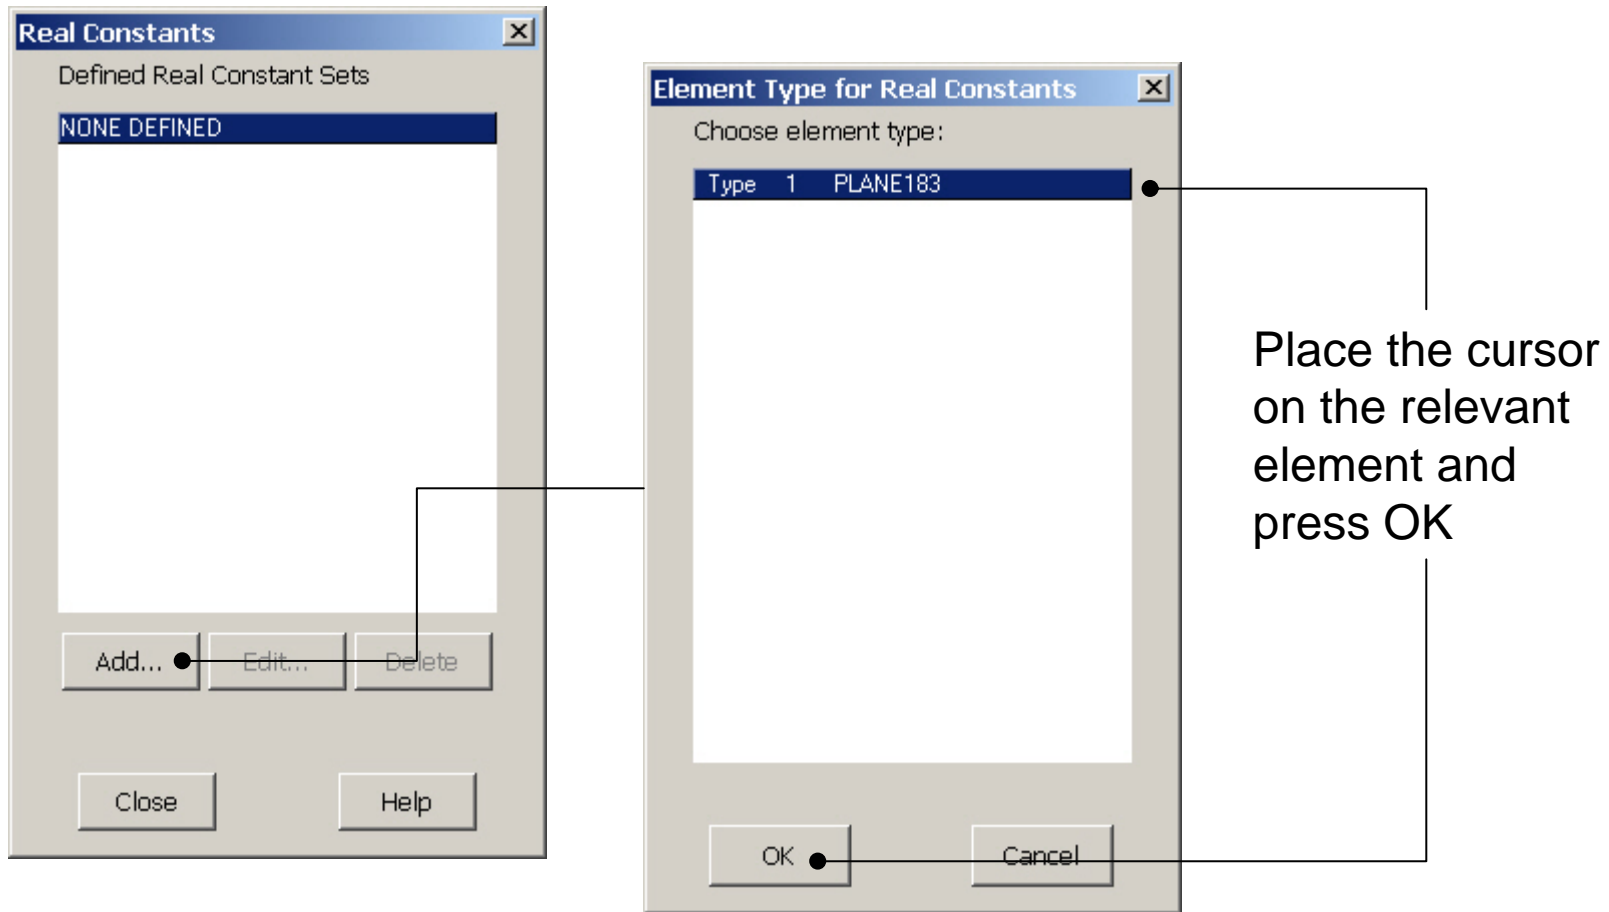 Real Constants
Defined Real Constant Sets
NONE DEFINED
Add...
Edit...
Delete
Close
Help
Element Type for Real Constants
Choose element type:
Type 1 PLANE183
OK
Cancel
Place the cursor
on the relevant
element and
press OK